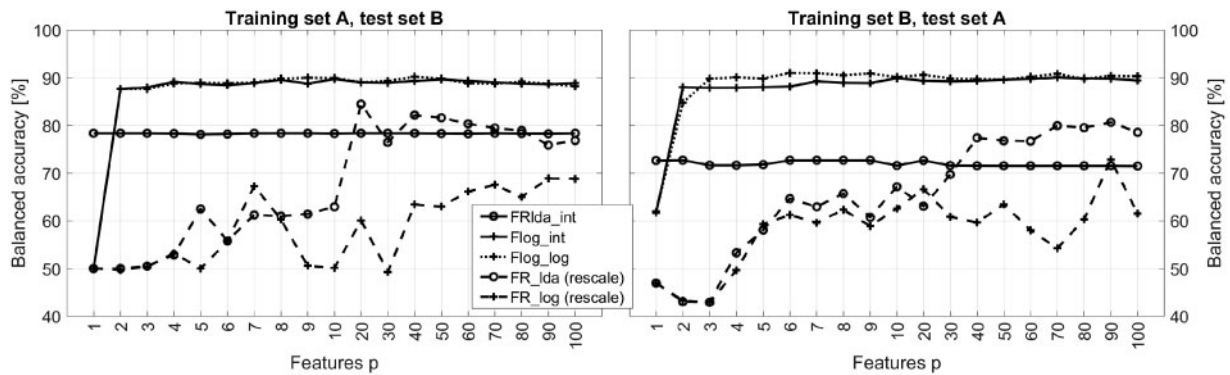 Training set A, test set B
Balanced accuracy [%]
100
90
80
70
60
50
40
1 2 3 4 5 6 7 8 9 10 20 30 40 50 60 70 80 90 100
Features p
FRlda_int
Flog_int
Flog_log
FR_lda (rescale)
FR_log (rescale)
Training set B, test set A
1 2 3 4 5 6 7 8 9 10 20 30 40 50 60 70 80 90 100
Features p
100
90
80
70
60
50
40
Balanced accuracy [%]